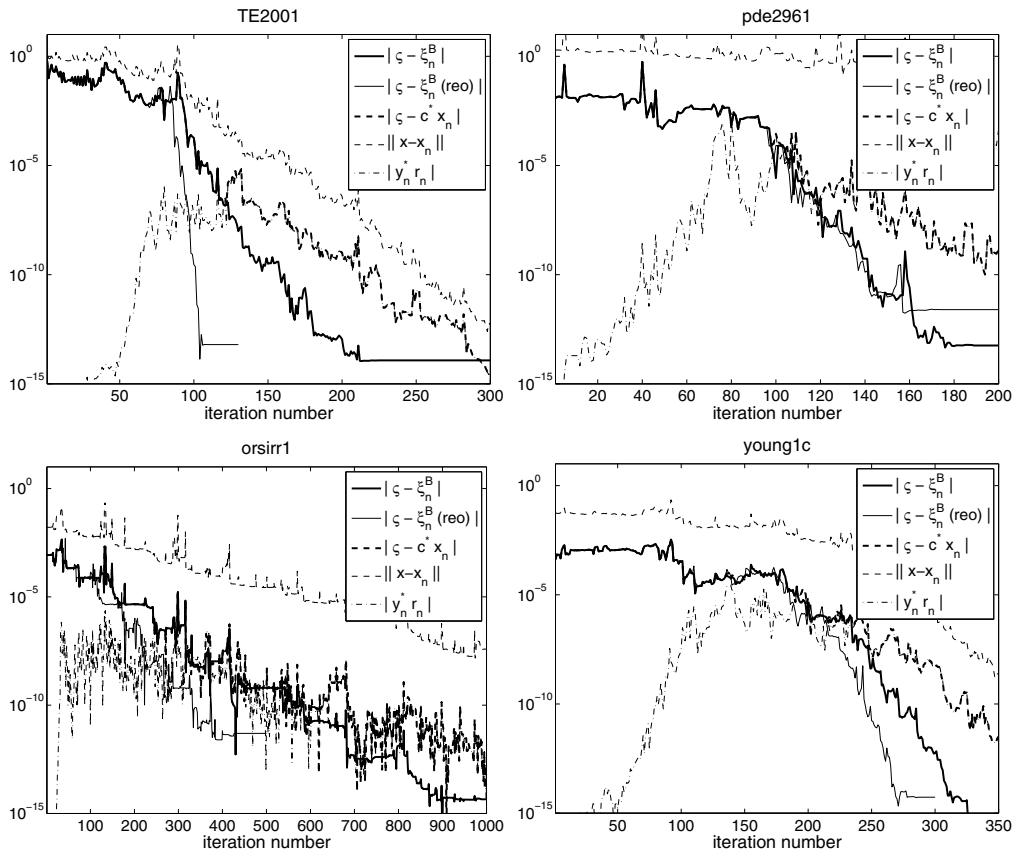 TE2001
10^0
10^-5
10^-10
10^-15
50 100 150 200 250 300
iteration number
| ς − ξ_n^B |
| ς − ξ_n^B (reo) |
| ς − c^* x_n |
|| x−x_n ||
| y_n^* r_n |
pde2961
10^0
10^-5
10^-10
10^-15
20 40 60 80 100 120 140 160 180 200
iteration number
| ς − ξ_n^B |
| ς − ξ_n^B (reo) |
| ς − c^* x_n |
|| x−x_n ||
| y_n^* r_n |
orsirr1
10^0
10^-5
10^-10
10^-15
100 200 300 400 500 600 700 800 900 1000
iteration number
| ς − ξ_n^B |
| ς − ξ_n^B (reo) |
| ς − c^* x_n |
|| x−x_n ||
| y_n^* r_n |
young1c
10^0
10^-5
10^-10
10^-15
50 100 150 200 250 300 350
iteration number
| ς − ξ_n^B |
| ς − ξ_n^B (reo) |
| ς − c^* x_n |
|| x−x_n ||
| y_n^* r_n |